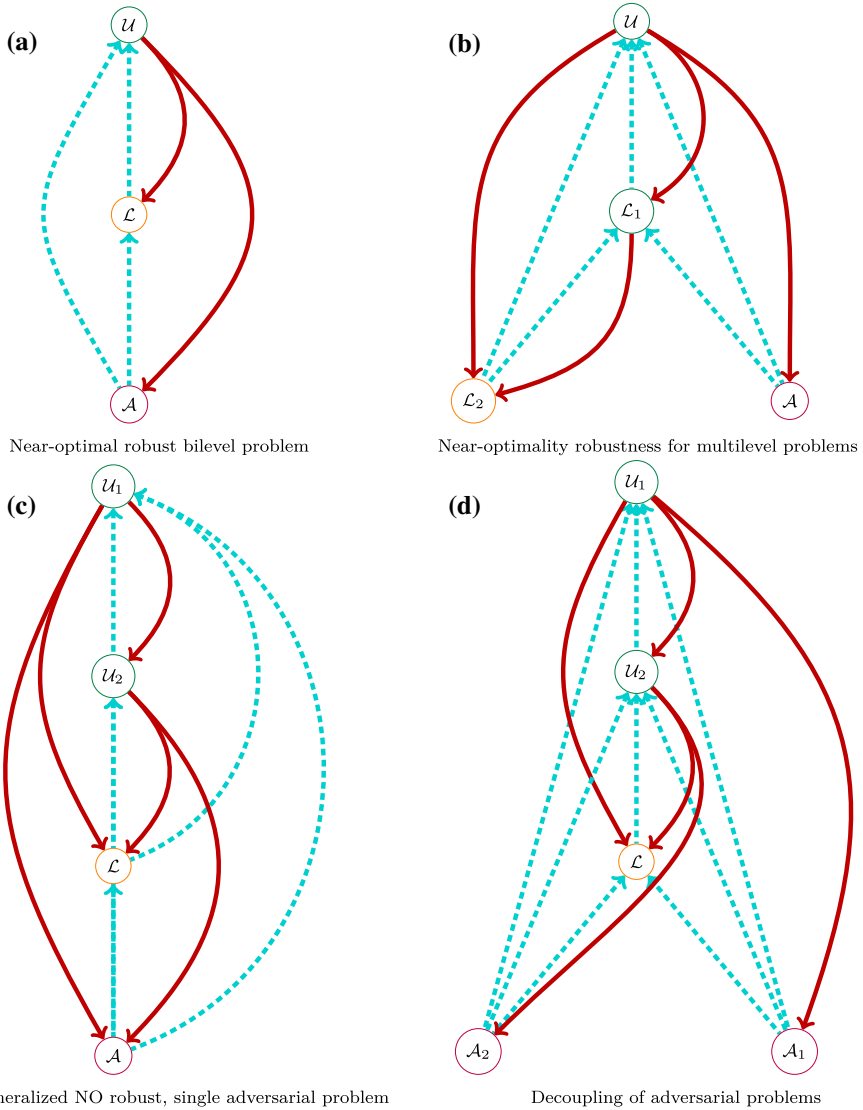 (a)
𝒰
ℒ
𝒜
Near-optimal robust bilevel problem
(b)
𝒰
ℒ₁
ℒ₂
𝒜
Near-optimality robustness for multilevel problems
(c)
𝒰₁
𝒰₂
ℒ
𝒜
neralized NO robust, single adversarial problem
(d)
𝒰₁
𝒰₂
ℒ
𝒜₂
𝒜₁
Decoupling of adversarial problems